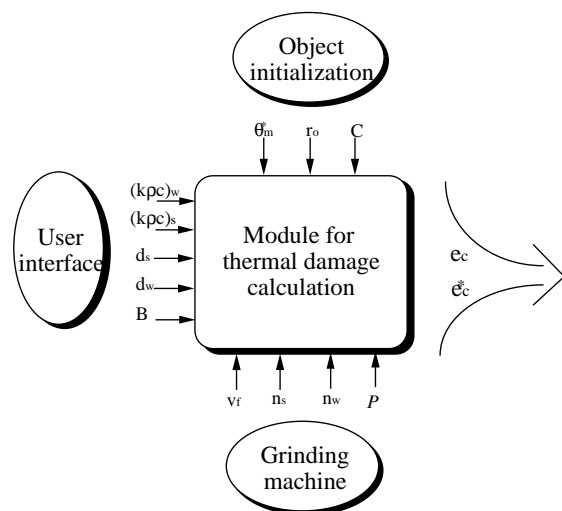 Object
initialization
θ*m ro C
(kρc)w
(kρc)s
ds
dw
B
User
interface
Module for
thermal damage
calculation
ec
e*c
vf ns nw P
Grinding
machine